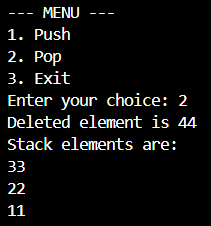 --- MENU ---
1. Push
2. Pop
3. Exit
Enter your choice: 2
Deleted element is 44
Stack elements are:
33
22
11